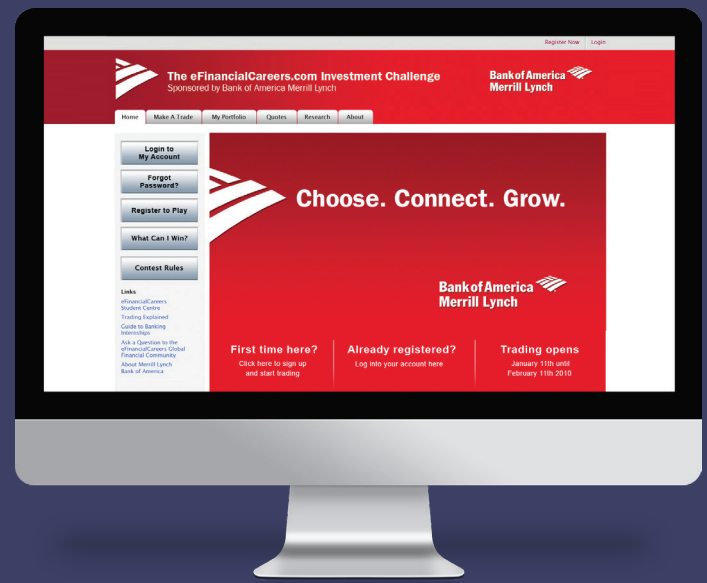 Register Now Login
The eFinancialCareers.com Investment Challenge
Sponsored by Bank of America Merrill Lynch
Bank of America
Merrill Lynch
Home Make A Trade My Portfolio Quotes Research About
Login to
My Account
Forgot
Password?
Register to Play
What Can I Win?
Contest Rules
Links
eFinancialCareers
Student Centre
Trading Explained
Guide to Banking
Internships
Ask a Question to the
eFinancialCareers Global
Financial Community
About Merrill Lynch
Bank of America
Choose. Connect. Grow.
Bank of America
Merrill Lynch
First time here?
Click here to sign up
and start trading
Already registered?
Log into your account here
Trading opens
January 11th until
February 11th 2010